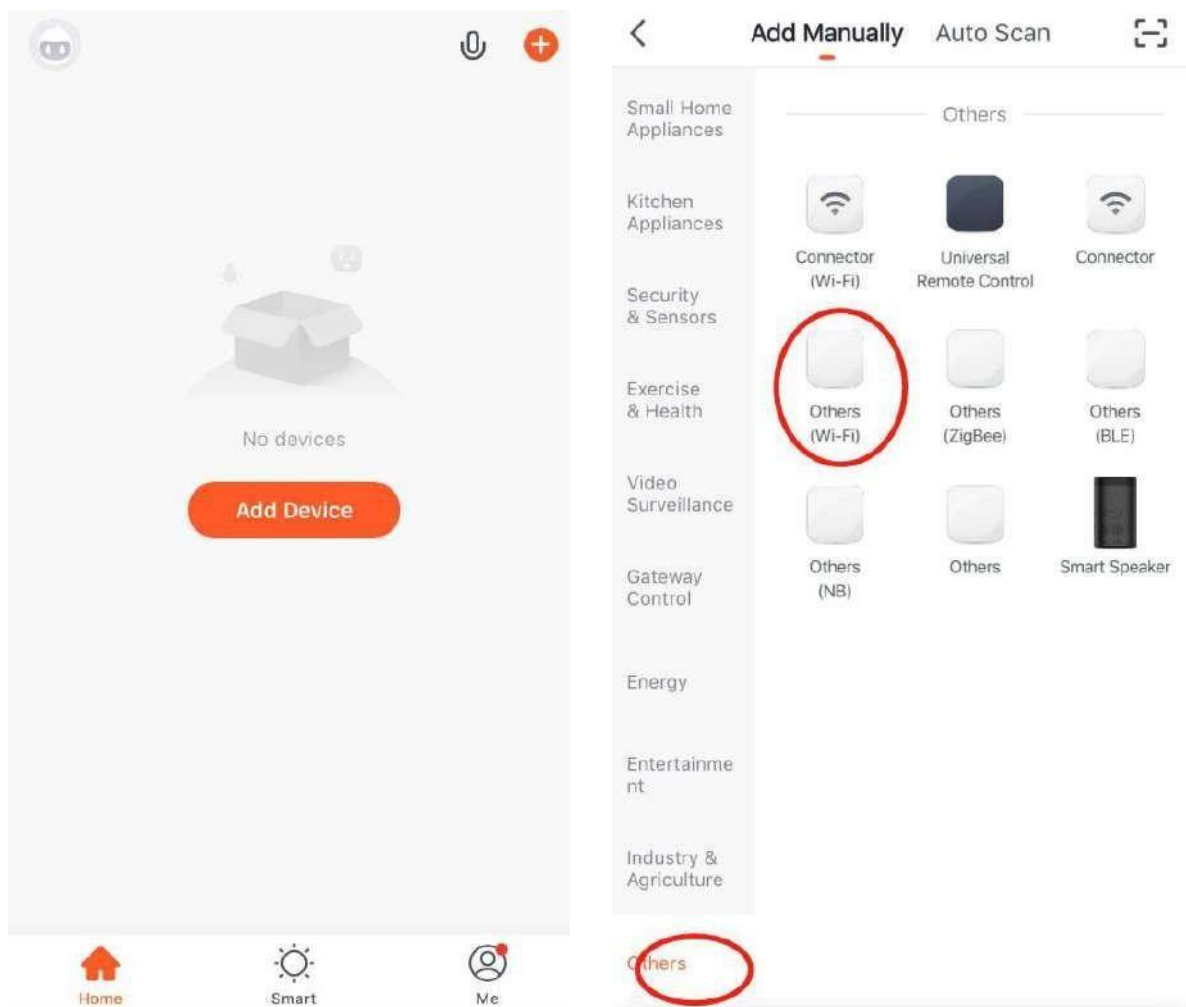 No devices
Add Device
Home
Smart
Me
Add Manually
Auto Scan
Small Home
Appliances
Kitchen
Appliances
Security
& Sensors
Exercise
& Health
Video
Surveillance
Gateway
Control
Energy
Entertainme
nt
Industry &
Agriculture
Others
Others
Connector
(Wi-Fi)
Universal
Remote Control
Connector
Others
(Wi-Fi)
Others
(ZigBee)
Others
(BLE)
Others
(NB)
Others
Smart Speaker